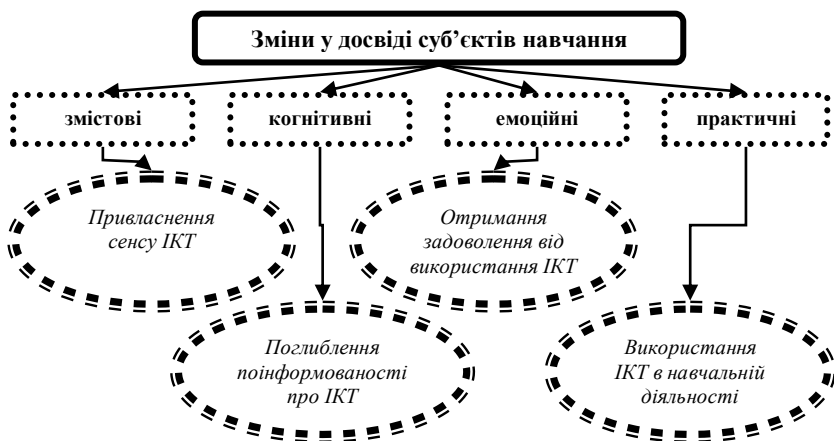 Зміни у досвіді суб’єктів навчання
змістові
когнітивні
емоційні
практичні
Привласнення
сенсу ІКТ
Отримання
задоволення від
використання ІКТ
Поглиблення
поінформованості
про ІКТ
Використання
ІКТ в навчальній
діяльності